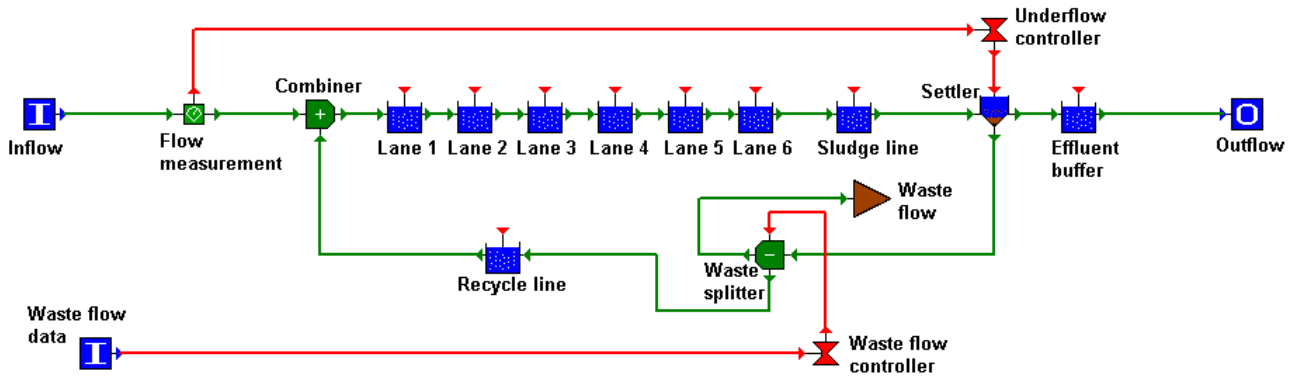 Underflow
controller
Combiner
Settler
I
+
O
Inflow
Flow
measurement
Lane 1
Lane 2
Lane 3
Lane 4
Lane 5
Lane 6
Sludge line
Effluent
buffer
Outflow
Waste
flow
Recycle line
Waste
splitter
−
Waste flow
data
I
Waste flow
controller